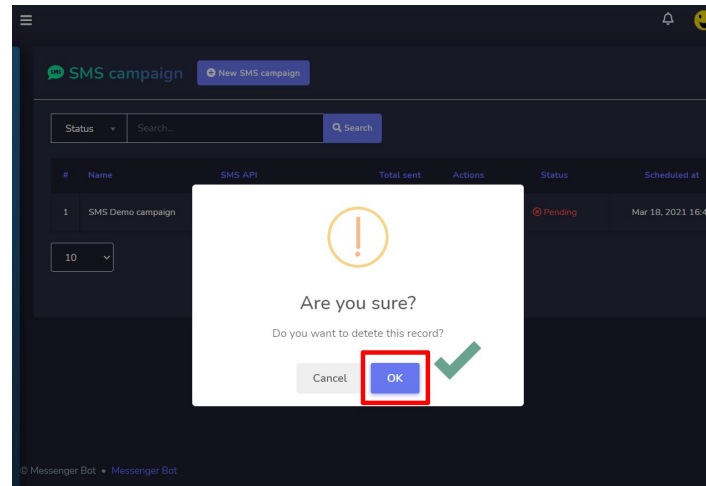 SMS SMS campaign New SMS campaign
Status Search... Search
# Name SMS API Total sent Actions Status Scheduled at
1 SMS Demo campaign Pending Mar 18, 2021 16:4
10
!
Are you sure?
Do you want to detete this record?
Cancel OK
© Messenger Bot • Messenger Bot